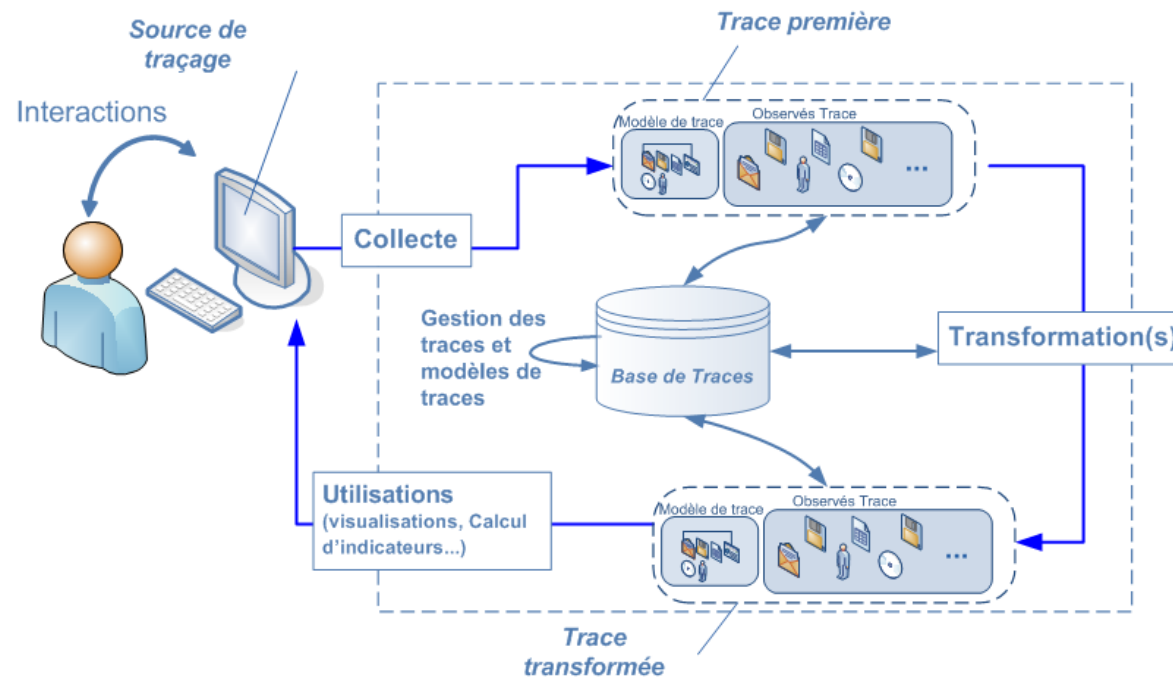 Source de
traçage
Trace première
Interactions
Modèle de trace
Observés Trace
...
Collecte
Gestion des
traces et
modèles de
traces
Base de Traces
Transformation(s)
Utilisations
(visualisations, Calcul
d'indicateurs...)
Modèle de trace
Observés Trace
...
Trace
transformée